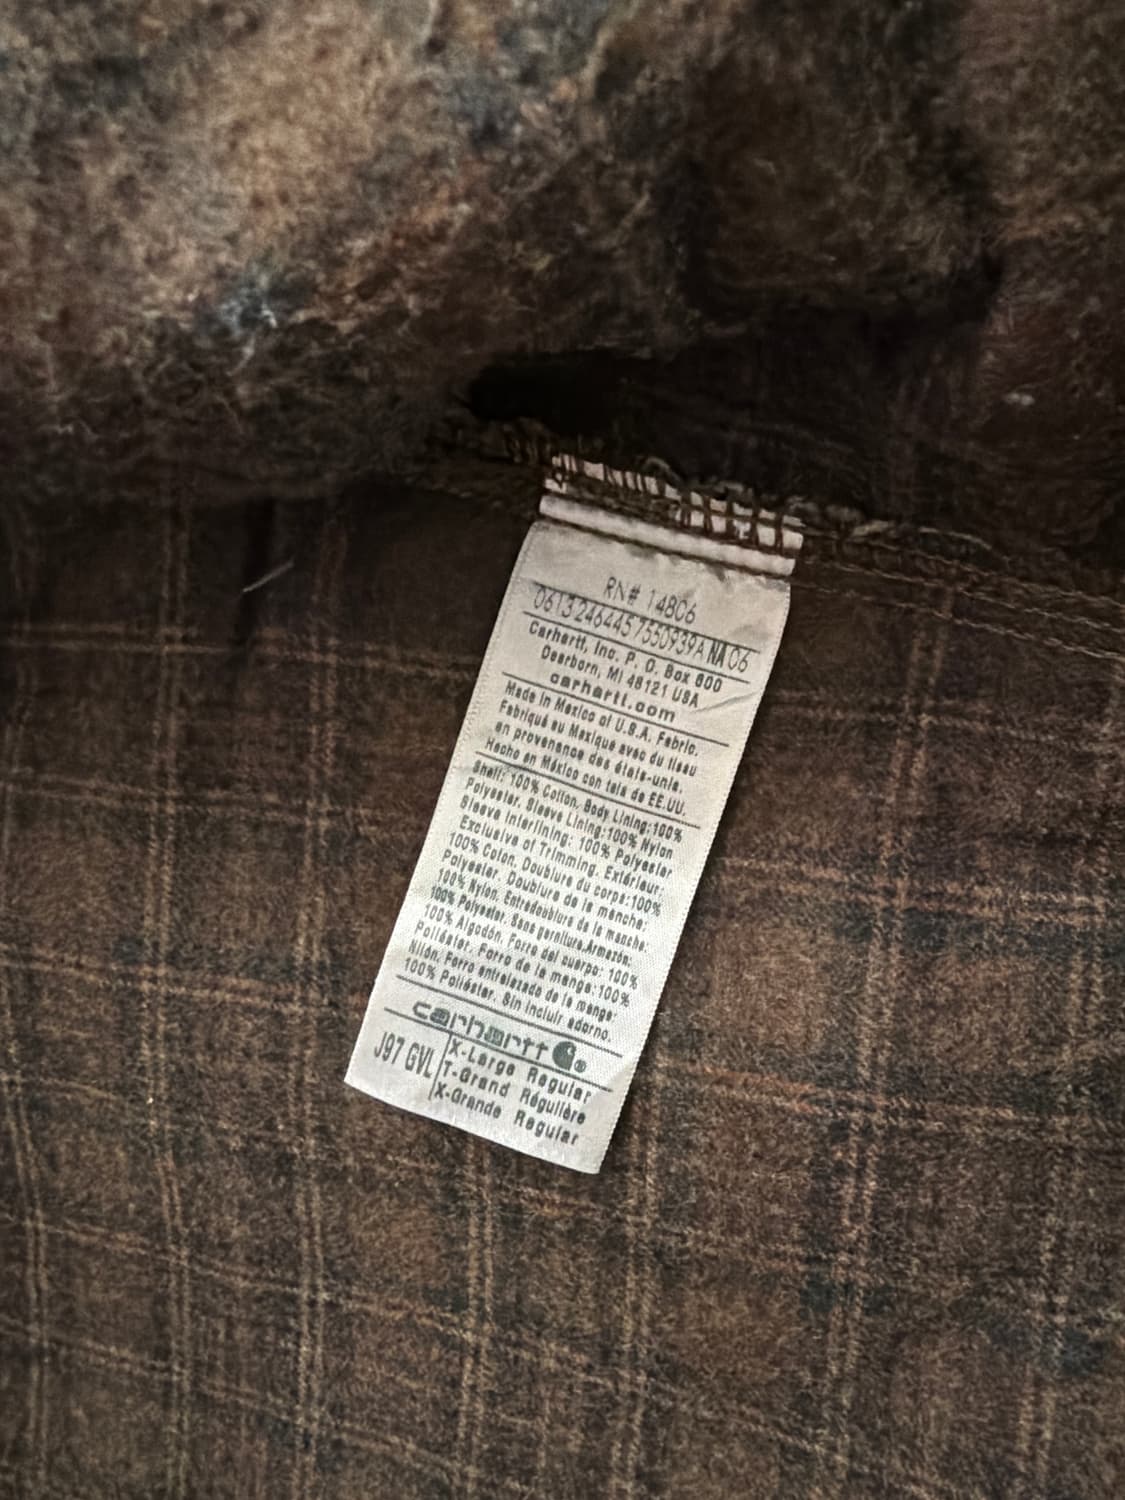 RN# 14806
0613246445 7550939A NA 06
Carhartt, Inc. P. O. Box 600
Dearborn, MI 48121 USA
carhartt.com
Made in Mexico of U.S.A. Fabric.
Fabriqué au Mexique avec du tissu
en provenance des états-unis.
Hecho en México con tela de EE.UU.
Shell: 100% Cotton, Body Lining:100%
Polyester, Sleeve Lining:100% Nylon
Sleeve Interlining: 100% Polyester
Exclusive of Trimming. Extérieur:
100% Coton. Doublure du corps:100%
Polyester. Doublure de la manche:
100% Nylon. Entredoublure de la manche:
100% Polyester. Sans garniture.Armazón:
100% Algodón. Forro del cuerpo: 100%
Poliéster. Forro de la manga:100%
Nilón. Forro entrelazado de la manga:
100% Poliéster. Sin incluir adorno.
carhartt ®
J97 GVL
X-Large Regular
T-Grand Régulière
X-Grande Regular